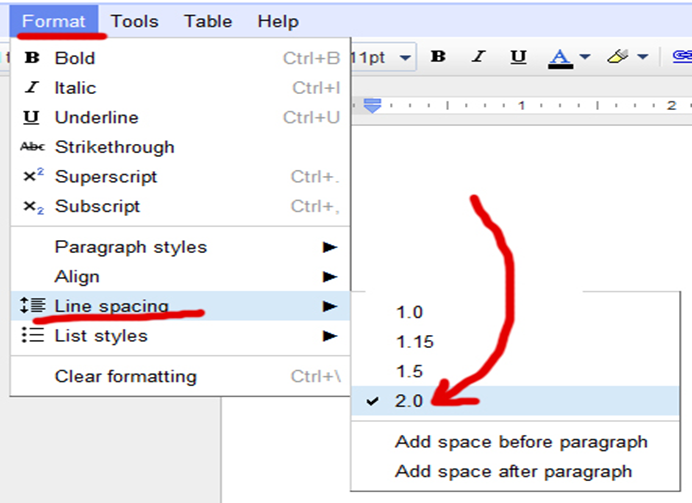 Format Tools Table Help
B Bold Ctrl+B 11pt B I U A
I Italic Ctrl+I
U Underline Ctrl+U 1 2
Abc Strikethrough
x² Superscript Ctrl+.
x₂ Subscript Ctrl+,
Paragraph styles
Align
Line spacing
List styles
Clear formatting Ctrl+\
1.0
1.15
1.5
2.0
Add space before paragraph
Add space after paragraph